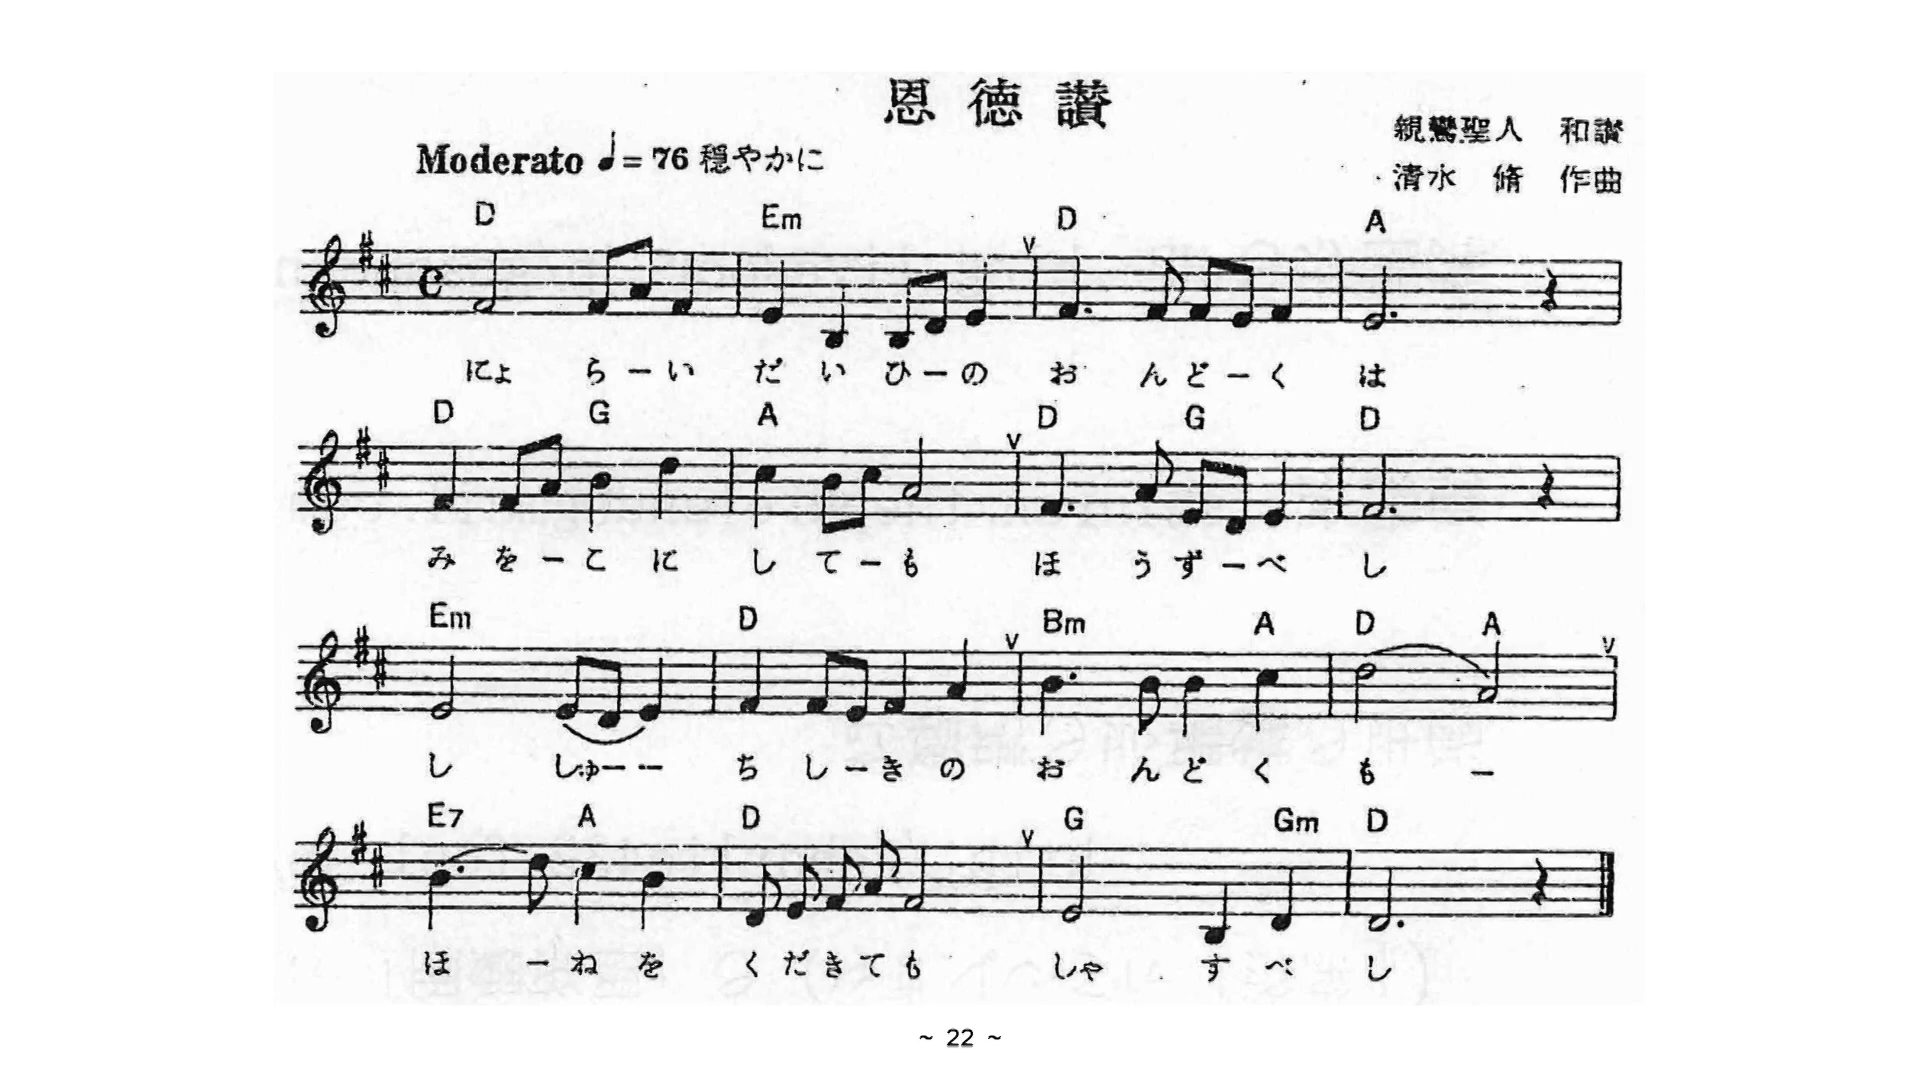 恩徳讃
親鸞聖人 和讃
Moderato ♩= 76 穏やかに
清水 脩 作曲
D Em D A
にょ らーい だ い ひーの お んどーく は
D G A D G D
み をーこ に し てーも ほ うずーべ し
Em D Bm A D A
し しゅーー ち しーきの お んど く も ー
E7 A D G Gm D
ほ ーね を くだきても しゃ す べ し
~ 22 ~